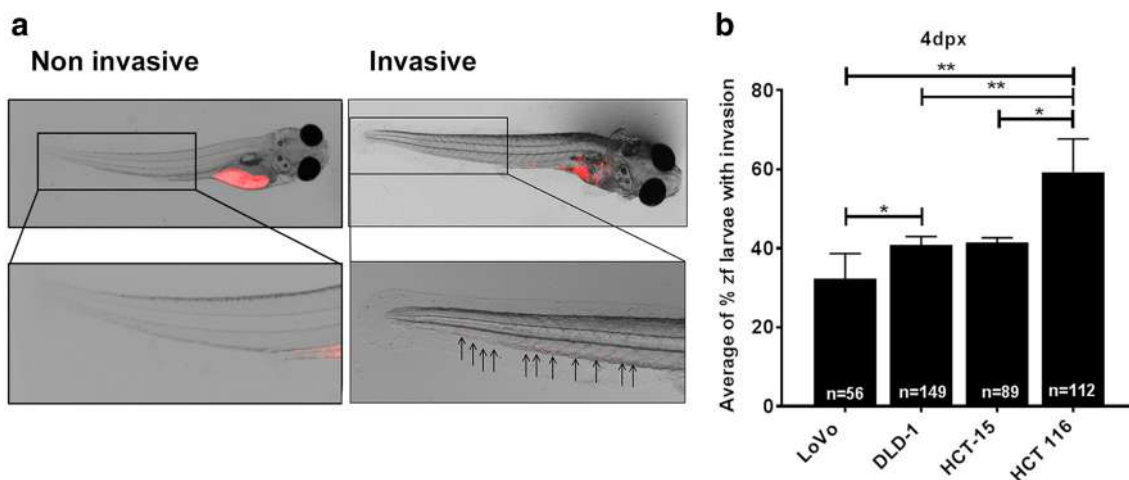 a
Non invasive
Invasive
b
4dpx
**
**
*
*
Average of % zf larvae with invasion
80
60
40
20
0
n=56
n=149
n=89
n=112
LoVo
DLD-1
HCT-15
HCT 116